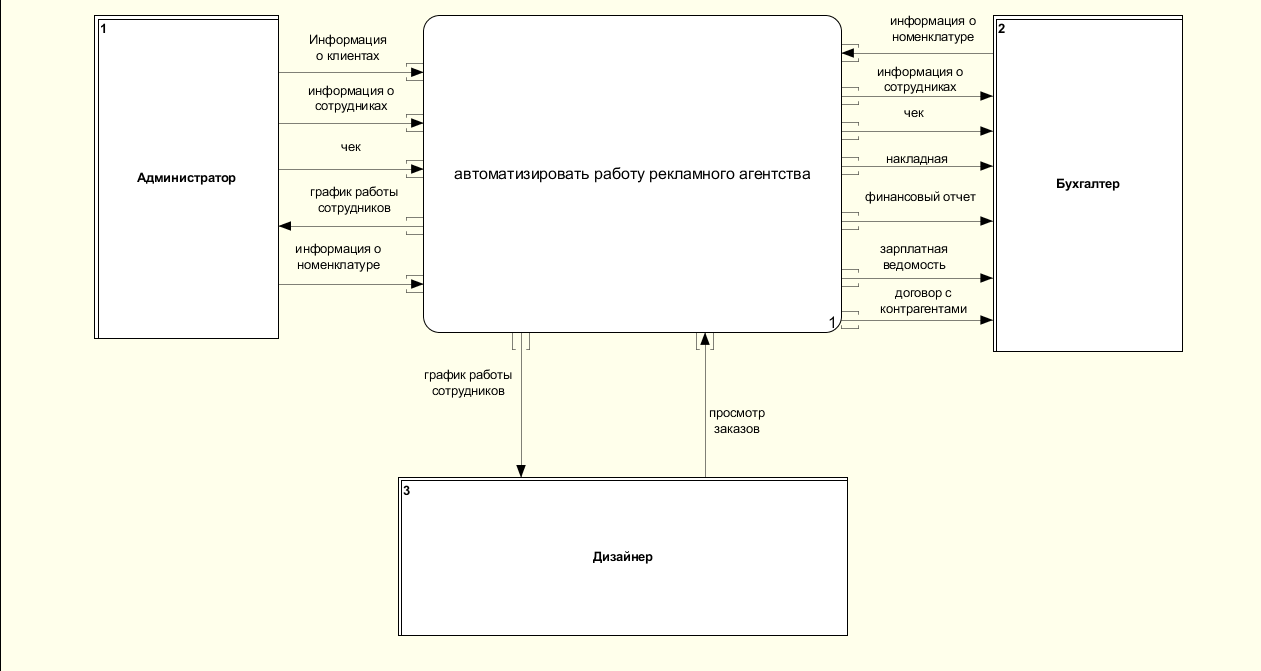 1
Администратор
Информация
о клиентах
информация о
сотрудниках
чек
график работы
сотрудников
информация о
номенклатуре
автоматизировать работу рекламного агентства
1
информация о
номенклатуре
информация о
сотрудниках
чек
накладная
финансовый отчет
зарплатная
ведомость
договор с
контрагентами
2
Бухгалтер
график работы
сотрудников
просмотр
заказов
3
Дизайнер